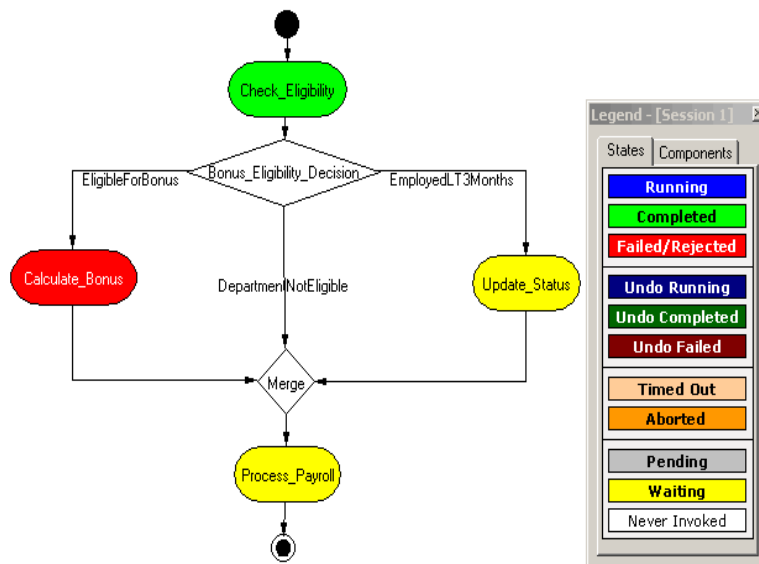 Check_Eligibility
Bonus_Eligibility_Decision
EligibleForBonus
EmployedLT3Months
Calculate_Bonus
DepartmentNotEligible
Update_Status
Merge
Process_Payroll
Legend - [Session 1]
States
Components
Running
Completed
Failed/Rejected
Undo Running
Undo Completed
Undo Failed
Timed Out
Aborted
Pending
Waiting
Never Invoked